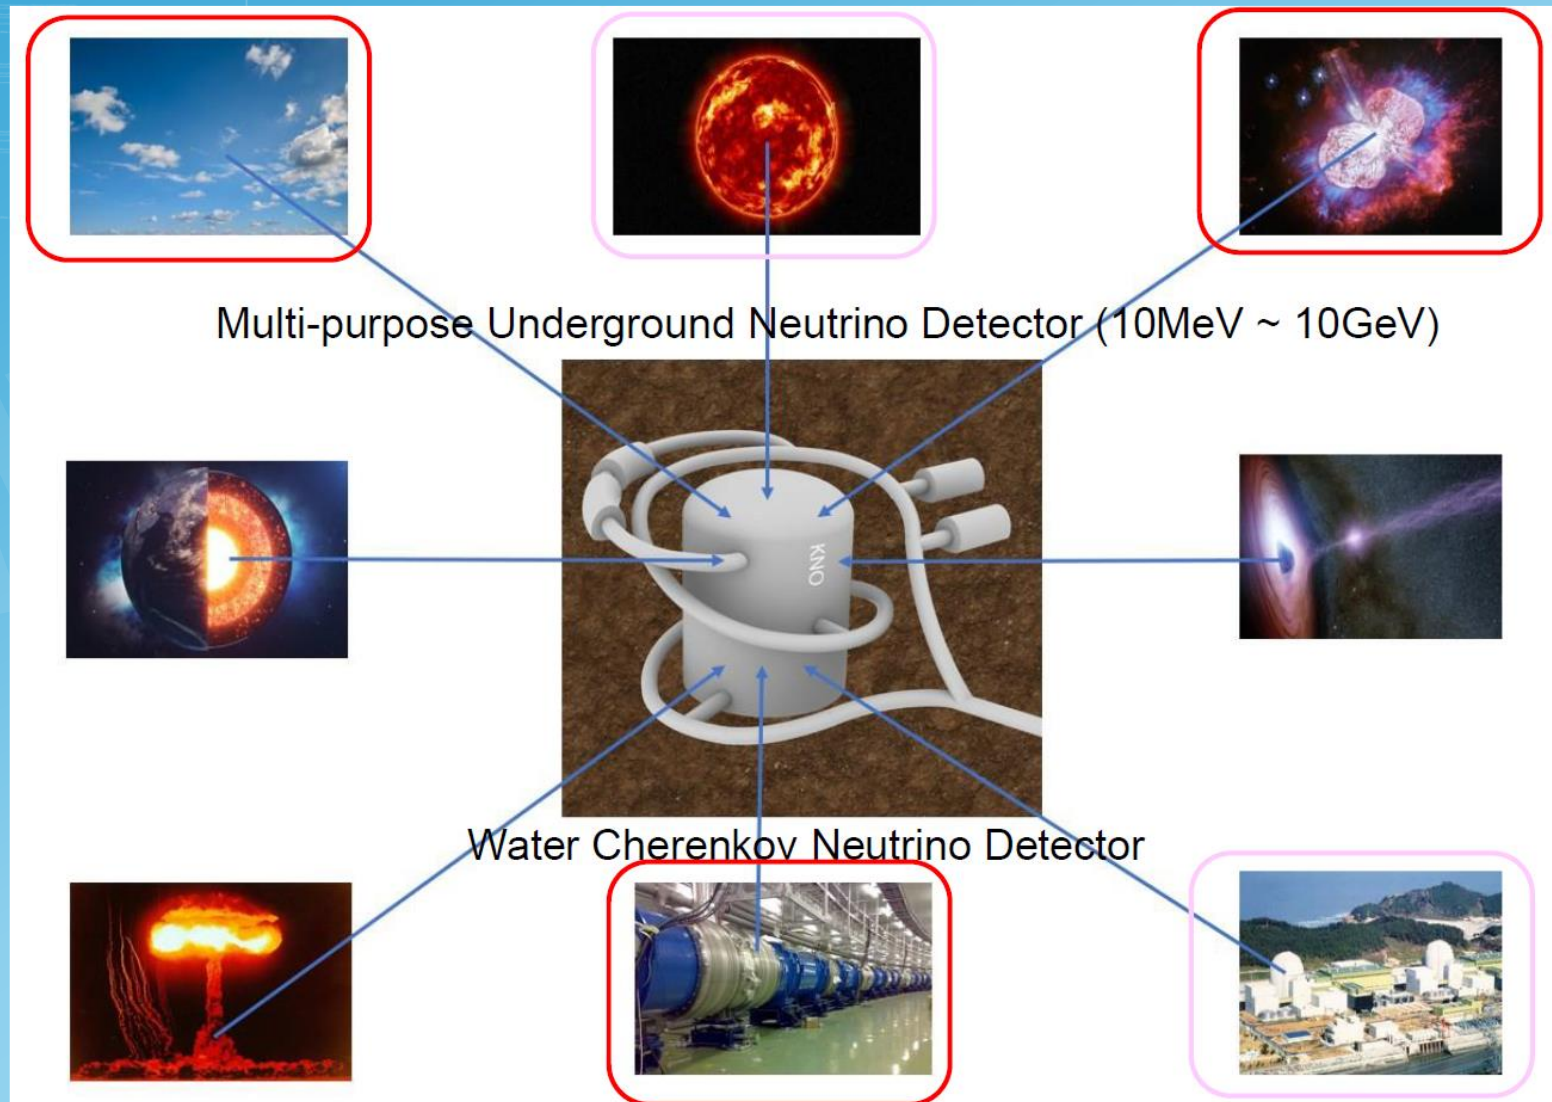 Multi-purpose Underground Neutrino Detector (10MeV ~ 10GeV)
KNO
Water Cherenkov Neutrino Detector